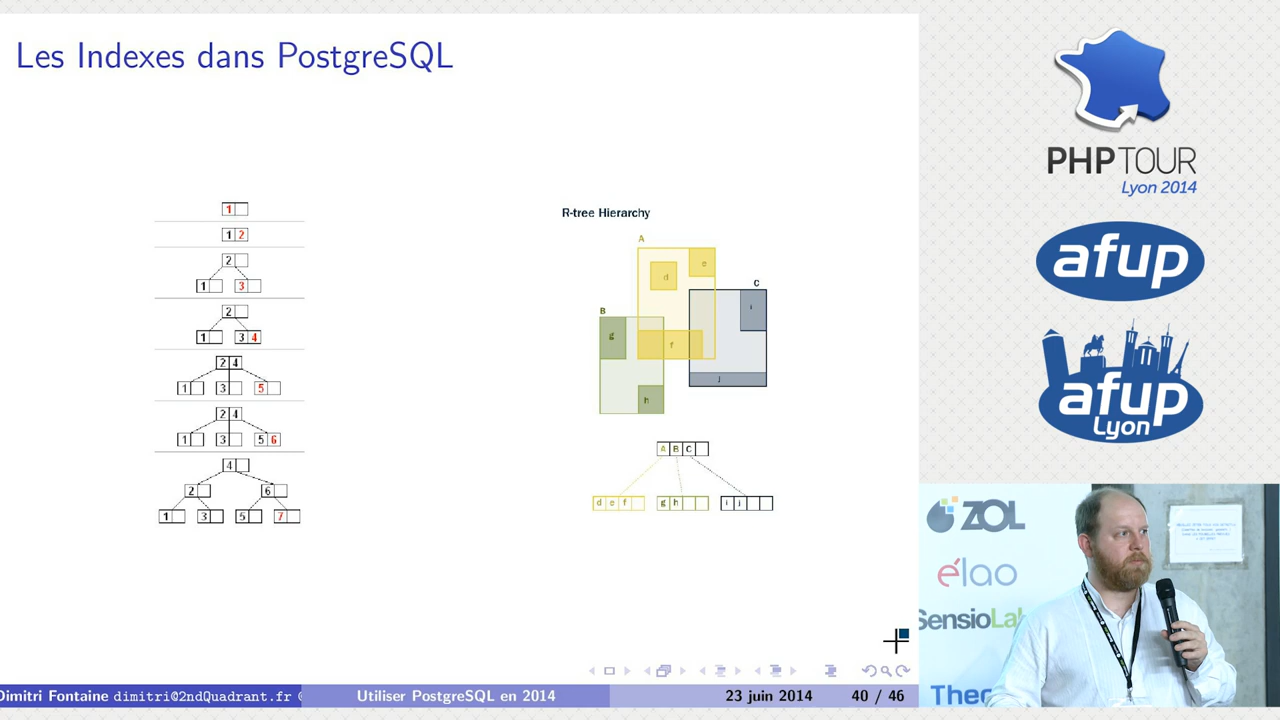 Les Indexes dans PostgreSQL
1
1 2
2
1 3
2
1 3 4
2 4
1 3 5
2 4
1 3 5 6
4
2 6
1 3 5 7
R-tree Hierarchy
A
d e
C
i
B
g
f
j
h
A B C
d e f g h i j
Dimitri Fontaine dimitri@2ndQuadrant.fr
Utiliser PostgreSQL en 2014
23 juin 2014
40 / 46
PHP TOUR
Lyon 2014
afup
afup
Lyon
ZOL
élao
SensioLab
Theo